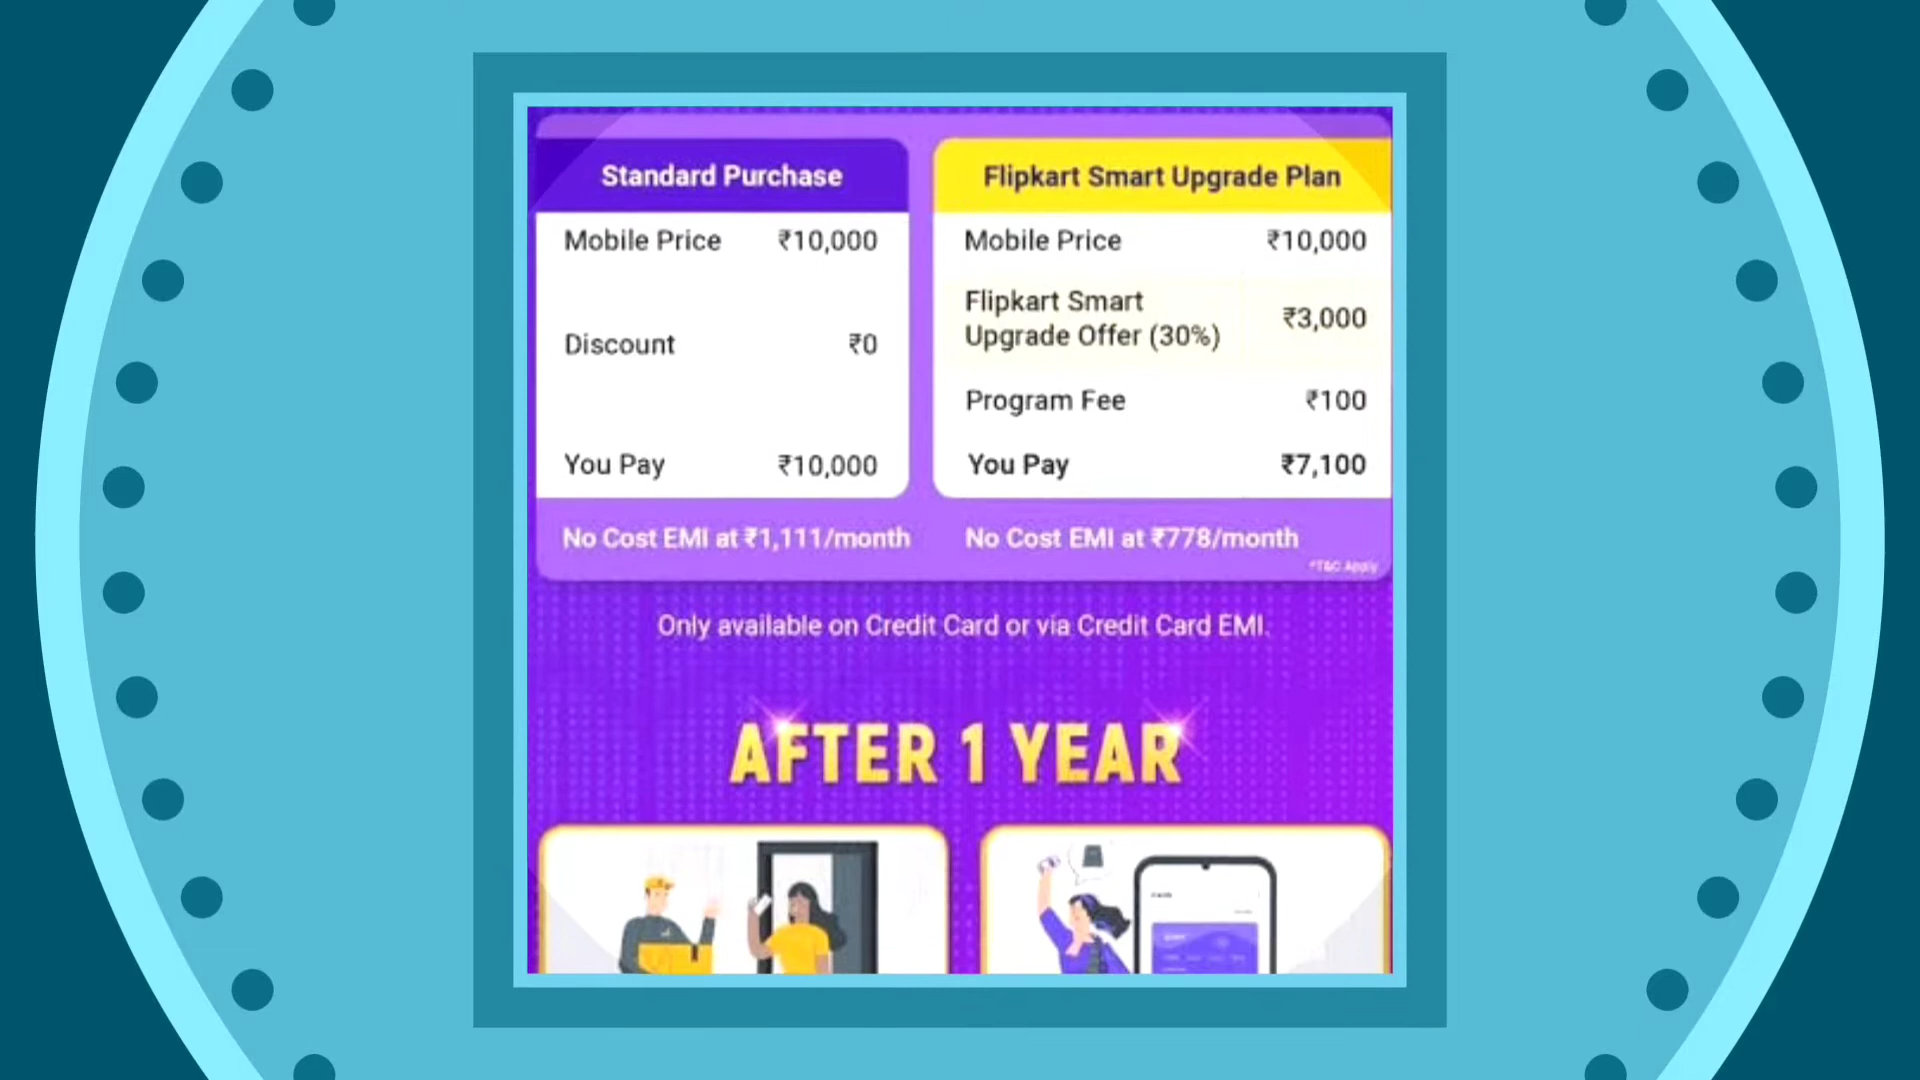 Standard Purchase
Mobile Price ₹10,000
Discount ₹0
You Pay ₹10,000
No Cost EMI at ₹1,111/month
Flipkart Smart Upgrade Plan
Mobile Price ₹10,000
Flipkart Smart
Upgrade Offer (30%) ₹3,000
Program Fee ₹100
You Pay ₹7,100
No Cost EMI at ₹778/month
*T&C Apply
Only available on Credit Card or via Credit Card EMI.
AFTER 1 YEAR